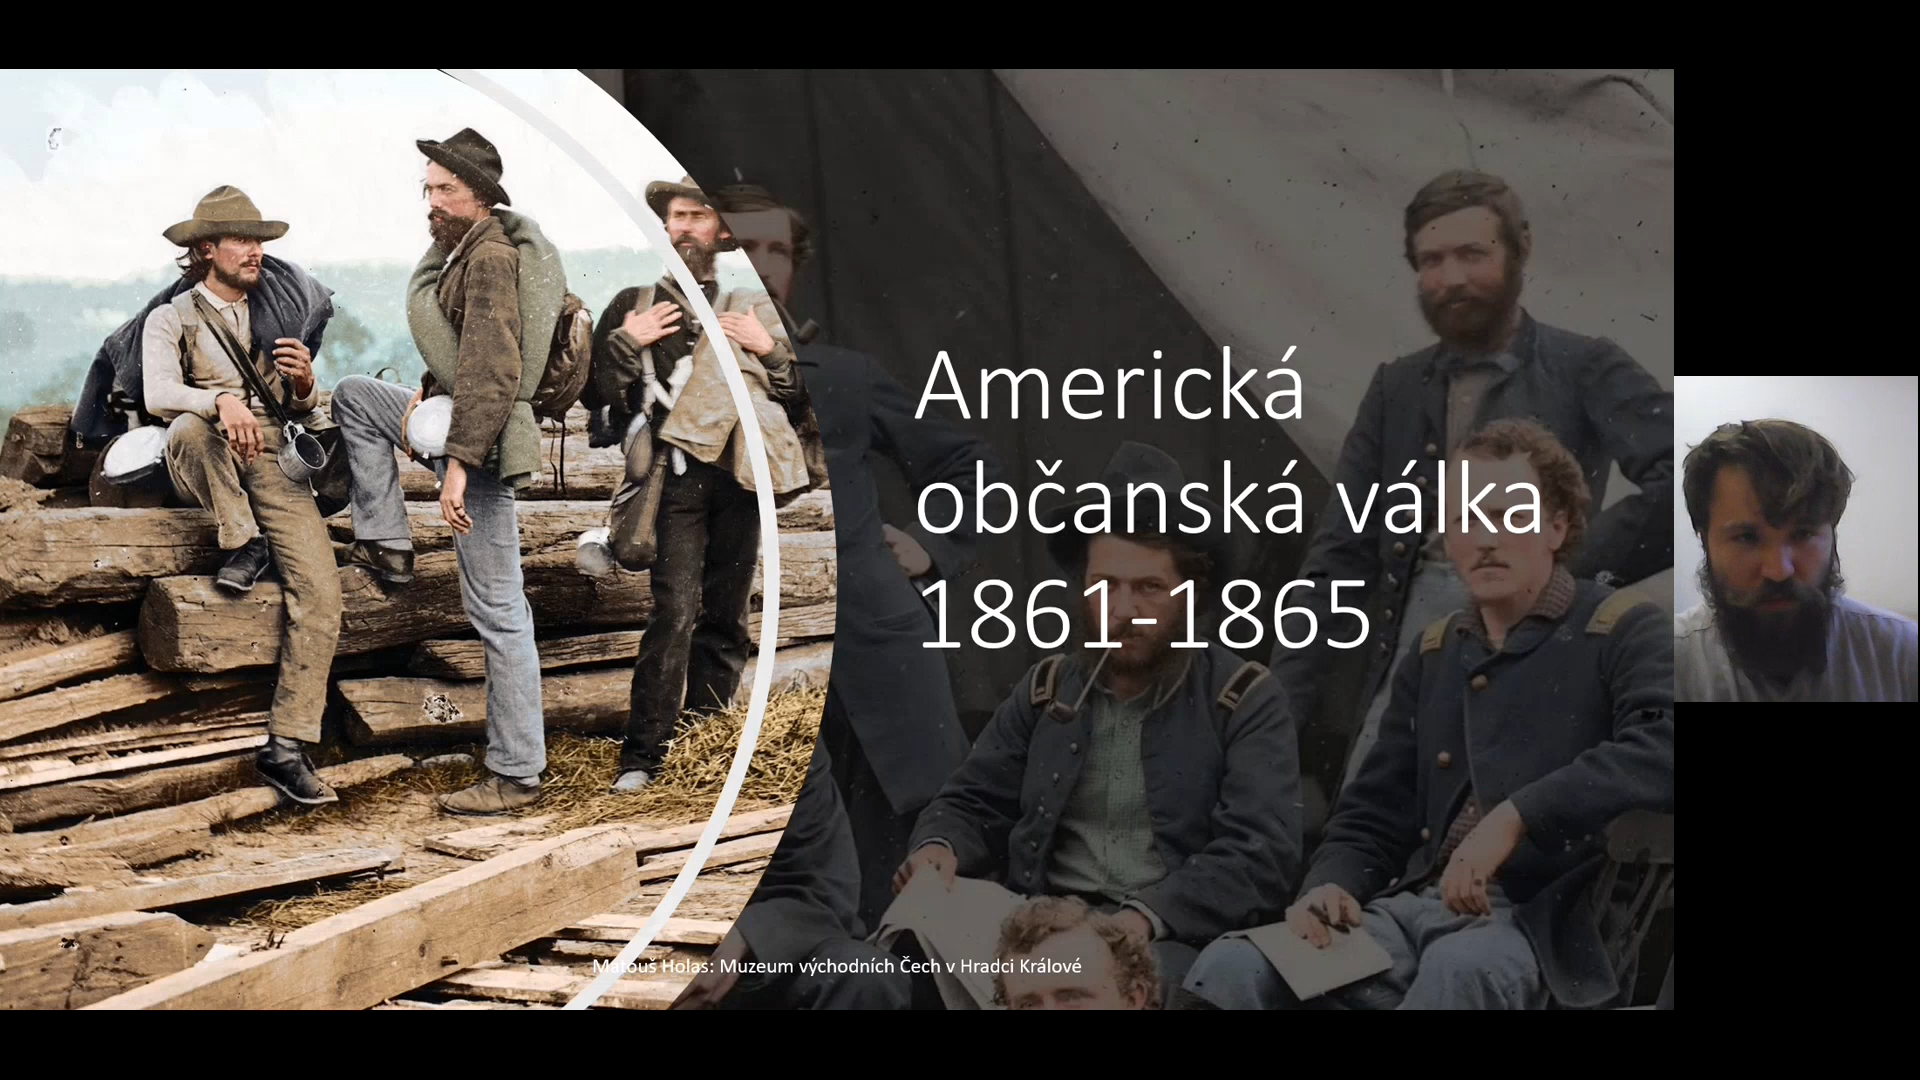 Americká
občanská válka
1861-1865
Matouš Holas: Muzeum východních Čech v Hradci Králové